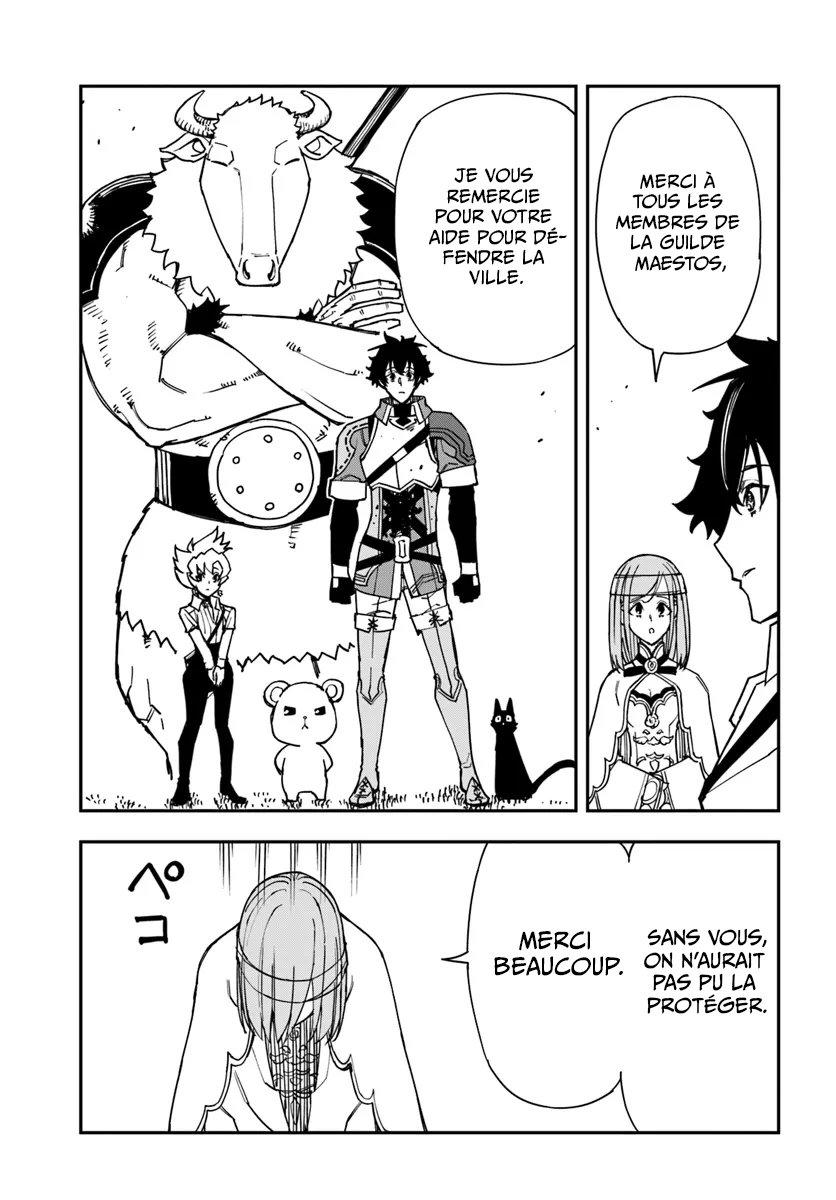 MERCI À
TOUS LES
MEMBRES DE
LA GUILDE
MAESTOS,
JE VOUS
REMERCIE
POUR VOTRE
AIDE POUR DÉ-
FENDRE LA
VILLE.
SANS VOUS,
ON N'AURAIT
PAS PU LA
PROTÉGER.
MERCI
BEAUCOUP.
ペコ